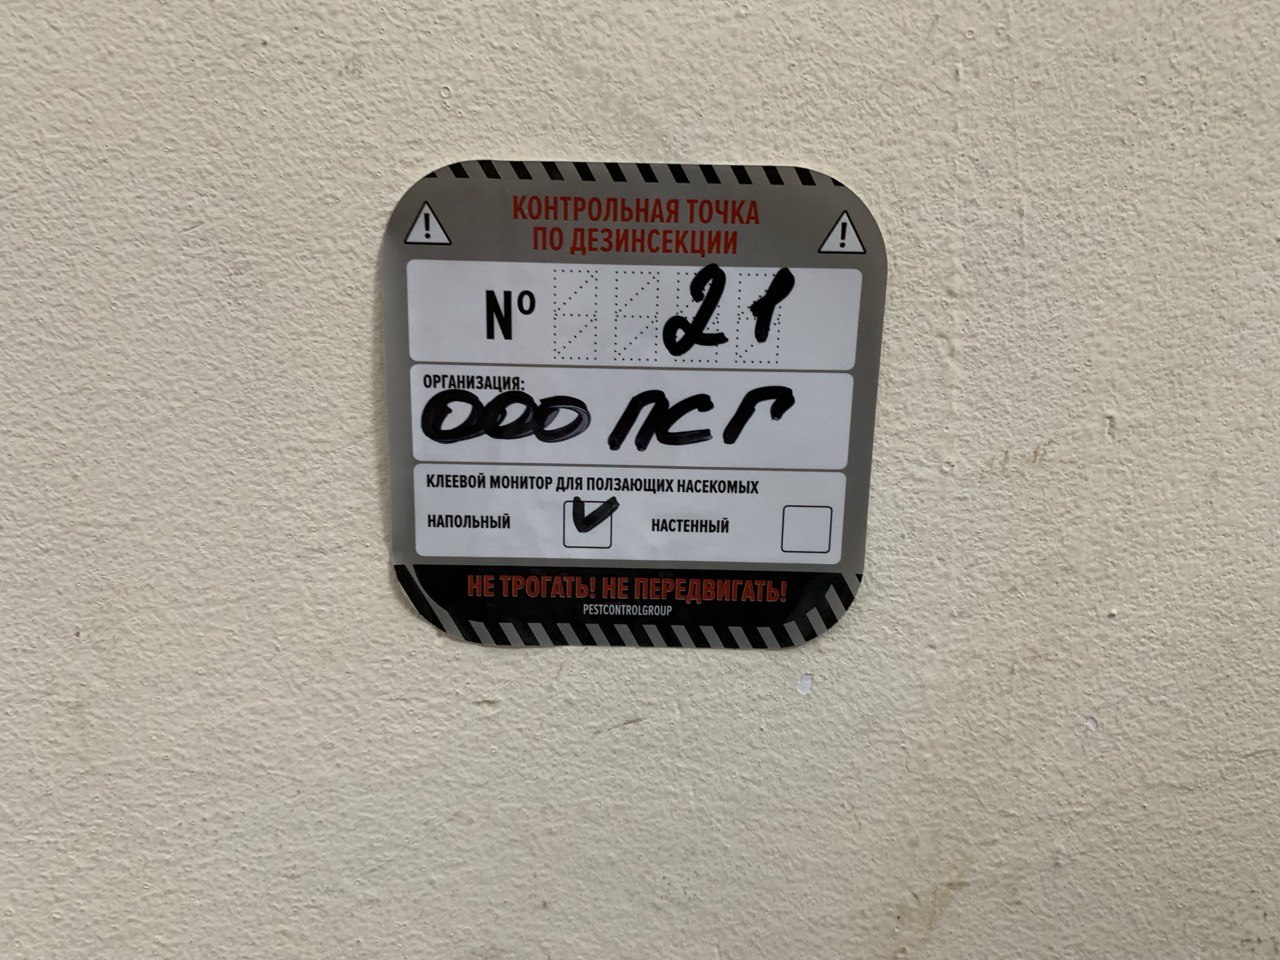 КОНТРОЛЬНАЯ ТОЧКА
ПО ДЕЗИНСЕКЦИИ
№ 21
ОРГАНИЗАЦИЯ:
ООО ПСГ
КЛЕЕВОЙ МОНИТОР ДЛЯ ПОЛЗАЮЩИХ НАСЕКОМЫХ
НАПОЛЬНЫЙ НАСТЕННЫЙ
НЕ ТРОГАТЬ! НЕ ПЕРЕДВИГАТЬ!
PESTCONTROLGROUP